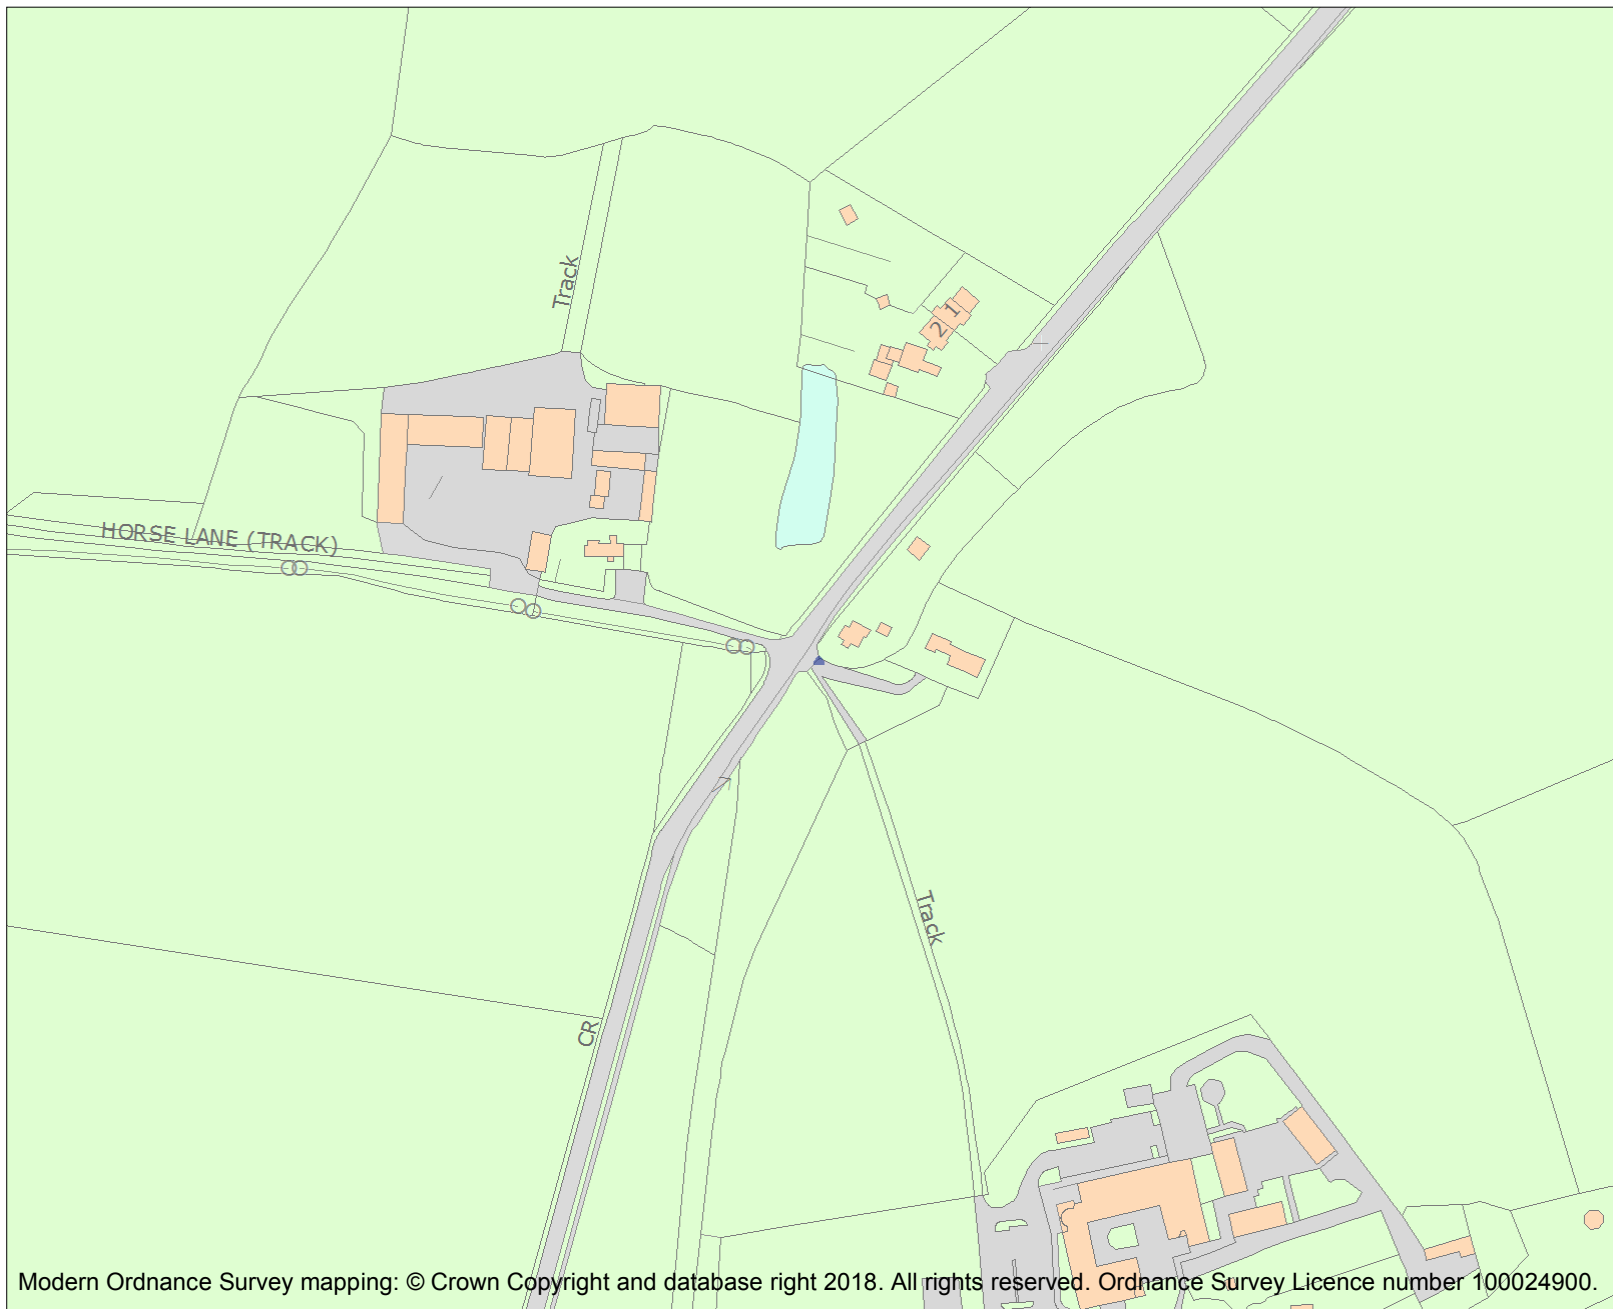 Track
1
2
HORSE LANE (TRACK)
Track
CR
Modern Ordnance Survey mapping: © Crown Copyright and database right 2018. All rights reserved. Ordnance Survey Licence number 100024900.